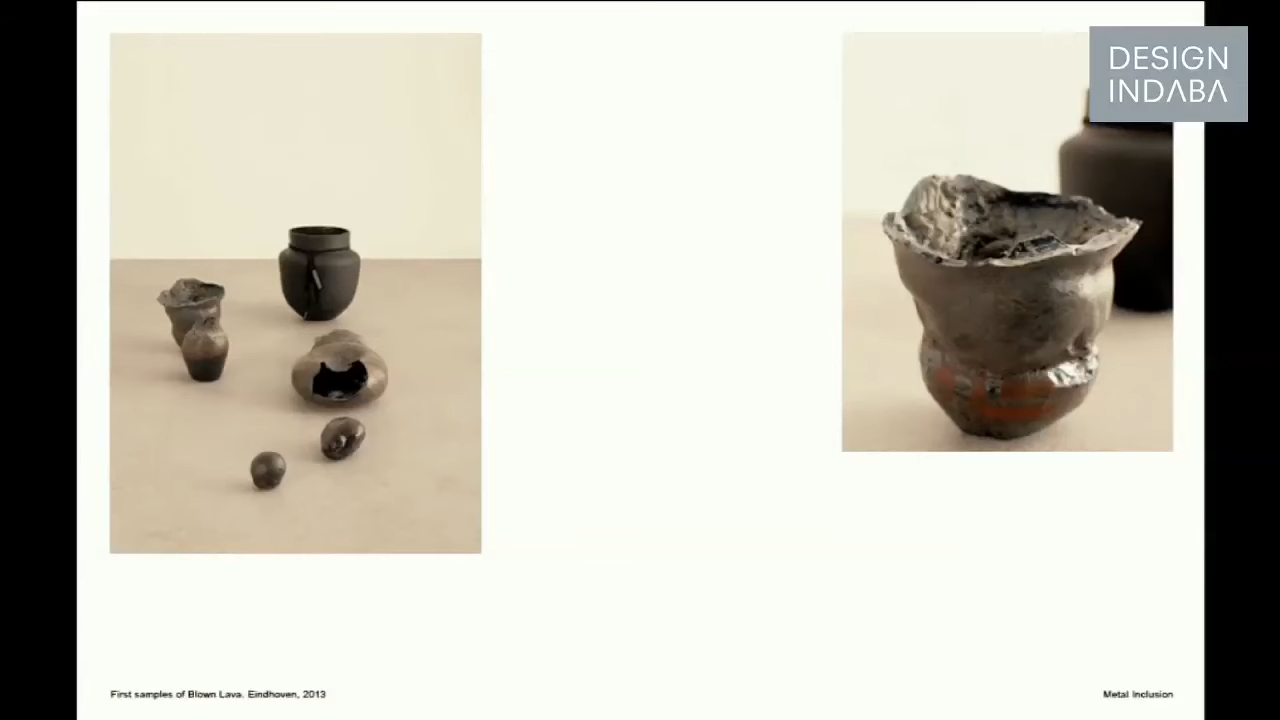 DESIGN
INDABA
First samples of Blown Lava. Eindhoven, 2013
Metal Inclusion